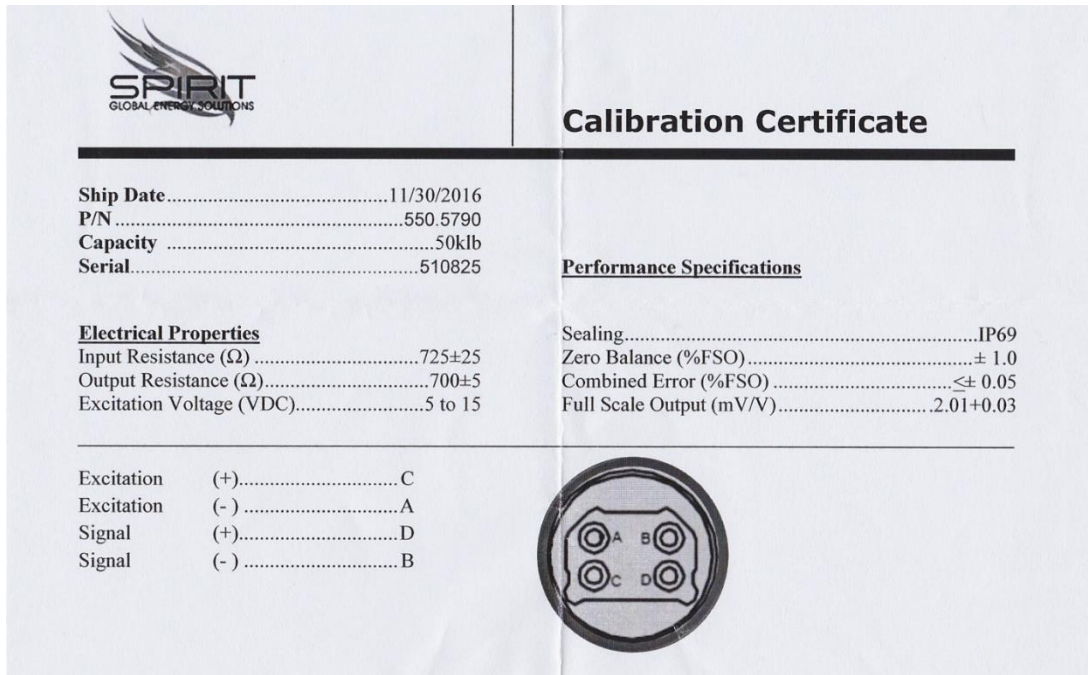 SPIRIT
GLOBAL ENERGY SOLUTIONS
Calibration Certificate
Ship Date........................................11/30/2016
P/N....................................................550.5790
Capacity ................................................50klb
Serial....................................................510825
Performance Specifications
Electrical Properties
Input Resistance (Ω) ..............................725±25
Output Resistance (Ω)..............................700±5
Excitation Voltage (VDC).......................5 to 15
Sealing................................................................IP69
Zero Balance (%FSO).........................................± 1.0
Combined Error (%FSO) ................................≤± 0.05
Full Scale Output (mV/V)............................2.01+0.03
Excitation (+)............................C
Excitation (- ) ...........................A
Signal (+)............................D
Signal (- ) ...........................B
A B
C D